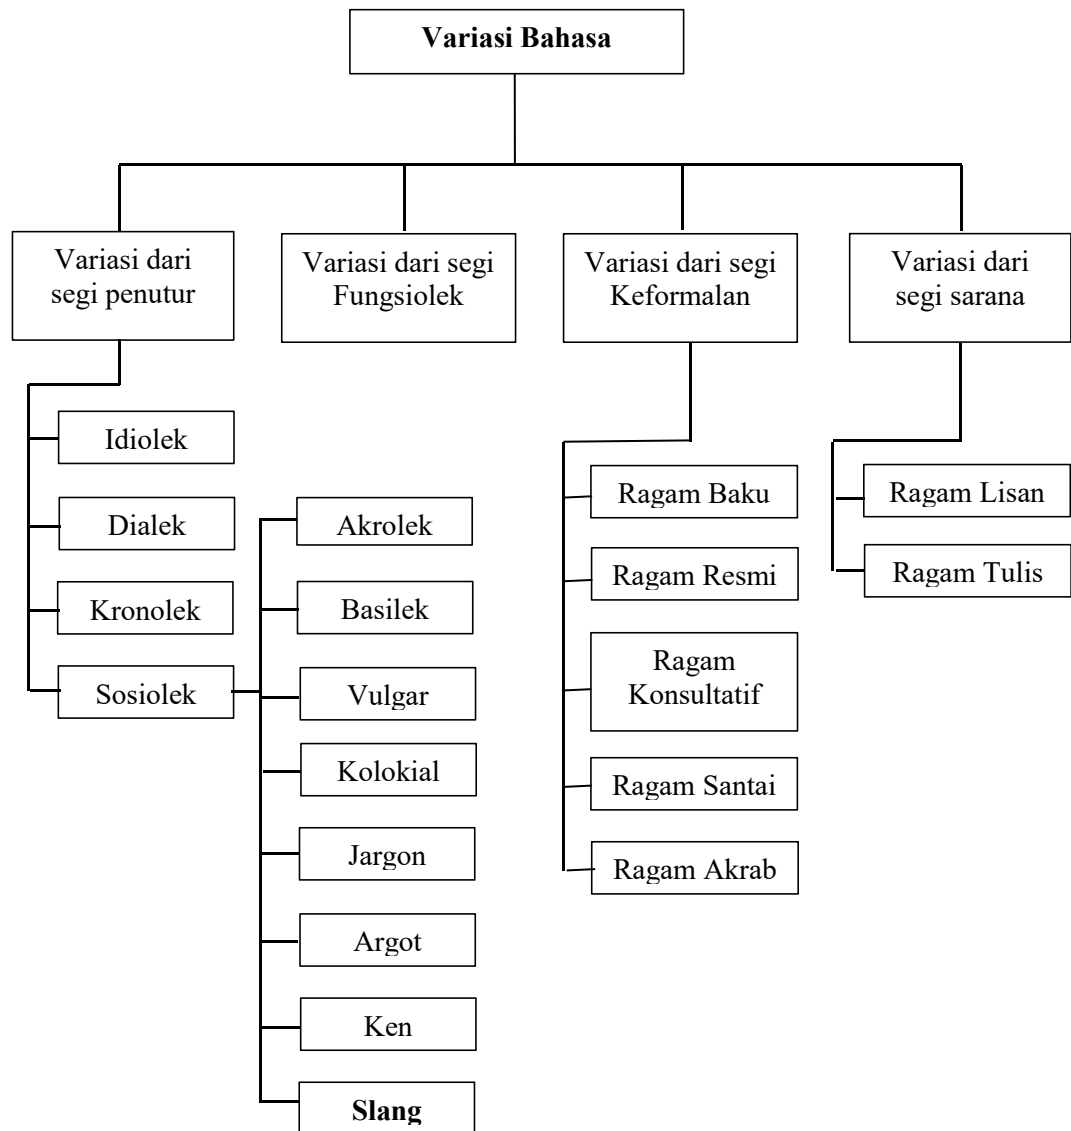 Variasi Bahasa
Variasi dari
segi penutur
Variasi dari segi
Fungsiolek
Variasi dari segi
Keformalan
Variasi dari
segi sarana
Idiolek
Dialek
Kronolek
Sosiolek
Akrolek
Basilek
Vulgar
Kolokial
Jargon
Argot
Ken
Slang
Ragam Baku
Ragam Resmi
Ragam
Konsultatif
Ragam Santai
Ragam Akrab
Ragam Lisan
Ragam Tulis